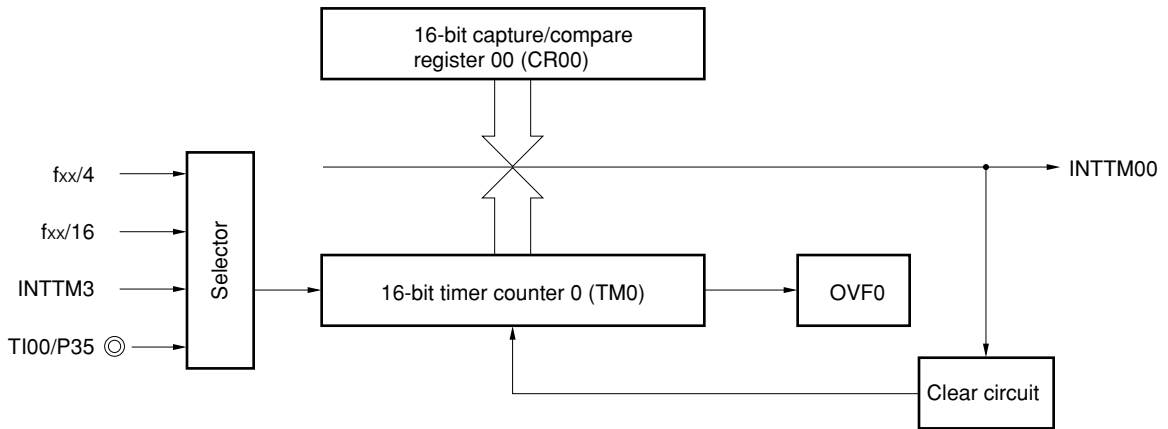 16-bit capture/compare
register 00 (CR00)
fxx/4
fxx/16
INTTM3
TI00/P35
Selector
16-bit timer counter 0 (TM0)
OVF0
INTTM00
Clear circuit